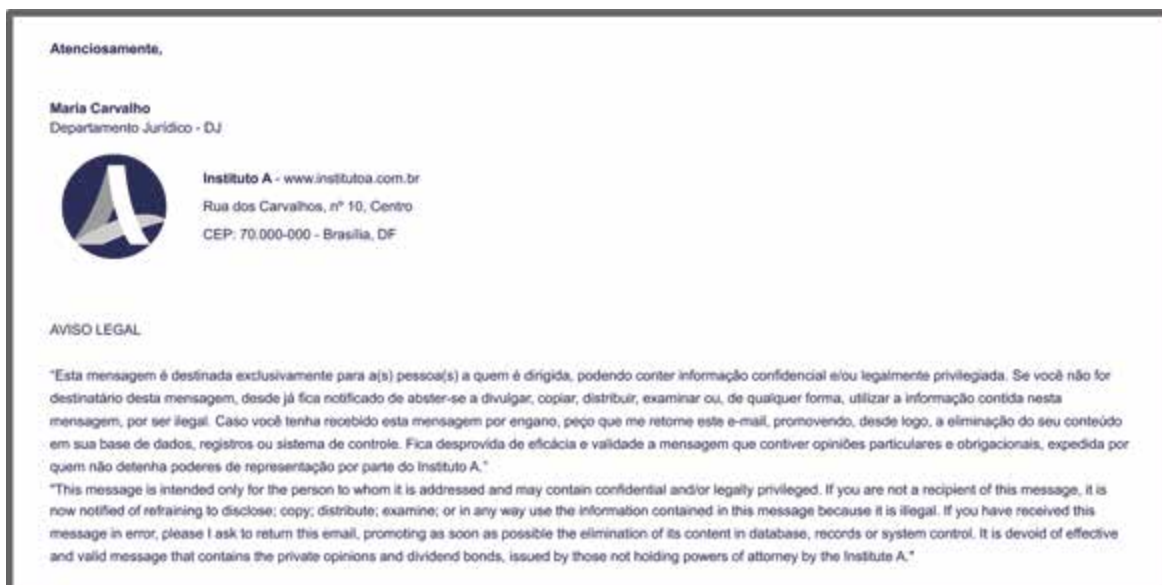 Atenciosamente,
Maria Carvalho
Departamento Jurídico - DJ
Instituto A - www.institutoa.com.br
Rua dos Carvalhos, nº 10, Centro
CEP: 70.000-000 - Brasília, DF
AVISO LEGAL
"Esta mensagem é destinada exclusivamente para a(s) pessoa(s) a quem é dirigida, podendo conter informação confidencial e/ou legalmente privilegiada. Se você não for
destinatário desta mensagem, desde já fica notificado de abster-se a divulgar, copiar, distribuir, examinar ou, de qualquer forma, utilizar a informação contida nesta
mensagem, por ser ilegal. Caso você tenha recebido esta mensagem por engano, peço que me retorne este e-mail, promovendo, desde logo, a eliminação do seu conteúdo
em sua base de dados, registros ou sistema de controle. Fica desprovida de eficácia e validade a mensagem que contiver opiniões particulares e obrigacionais, expedida por
quem não detenha poderes de representação por parte do Instituto A."
"This message is intended only for the person to whom it is addressed and may contain confidential and/or legally privileged. If you are not a recipient of this message, it is
now notified of refraining to disclose; copy; distribute; examine; or in any way use the information contained in this message because it is illegal. If you have received this
message in error, please I ask to return this email, promoting as soon as possible the elimination of its content in database, records or system control. It is devoid of effective
and valid message that contains the private opinions and dividend bonds, issued by those not holding powers of attorney by the Institute A."